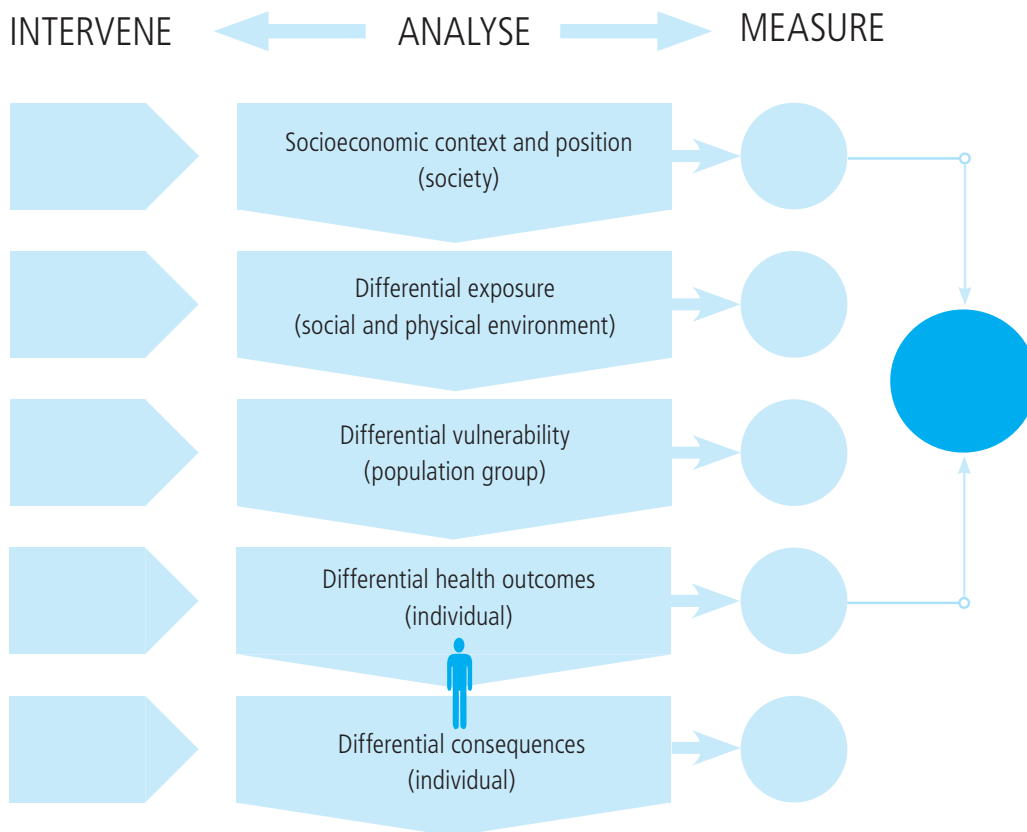 INTERVENE ANALYSE MEASURE
Socioeconomic context and position
(society)
Differential exposure
(social and physical environment)
Differential vulnerability
(population group)
Differential health outcomes
(individual)
Differential consequences
(individual)